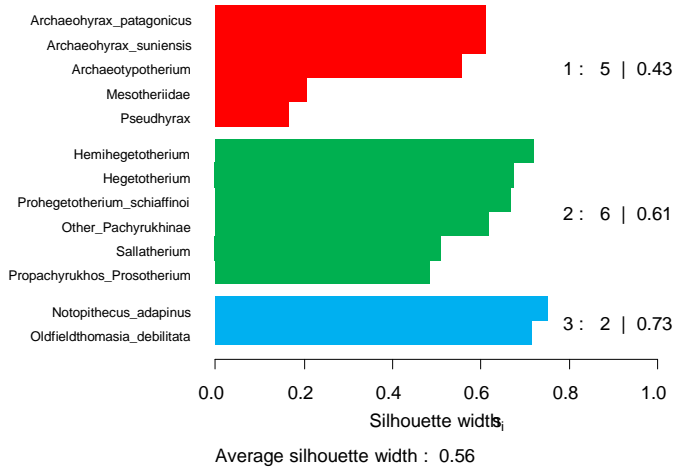 Archaeohyrax_patagonicus
Archaeohyrax_suniensis
Archaeotypotherium
1 : 5 | 0.43
Mesotheriidae
Pseudhyrax
Hemihegetotherium
Hegetotherium
Prohegetotherium_schiaffinoi
2 : 6 | 0.61
Other_Pachyrukhinae
Sallatherium
Propachyrukhos_Prosotherium
Notopithecus_adapinus
3 : 2 | 0.73
Oldfieldthomasia_debilitata
0.0 0.2 0.4 0.6 0.8 1.0
Silhouette width si
Average silhouette width : 0.56